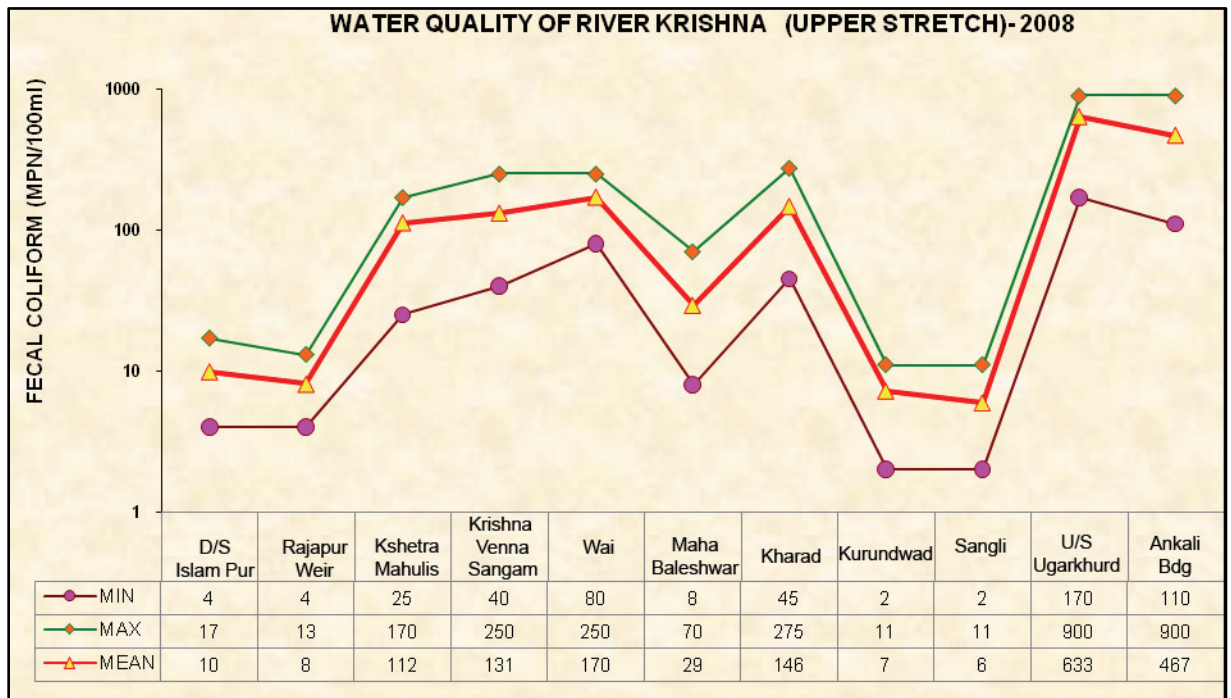 WATER QUALITY OF RIVER KRISHNA (UPPER STRETCH)- 2008
FECAL COLIFORM (MPN/100ml)
1000
100
10
1
D/S Islam Pur Rajapur Weir Kshetra Mahulis Krishna Venna Sangam Wai Maha Baleshwar Kharad Kurundwad Sangli U/S Ugarkhurd Ankali Bdg
MIN 4 4 25 40 80 8 45 2 2 170 110
MAX 17 13 170 250 250 70 275 11 11 900 900
MEAN 10 8 112 131 170 29 146 7 6 633 467